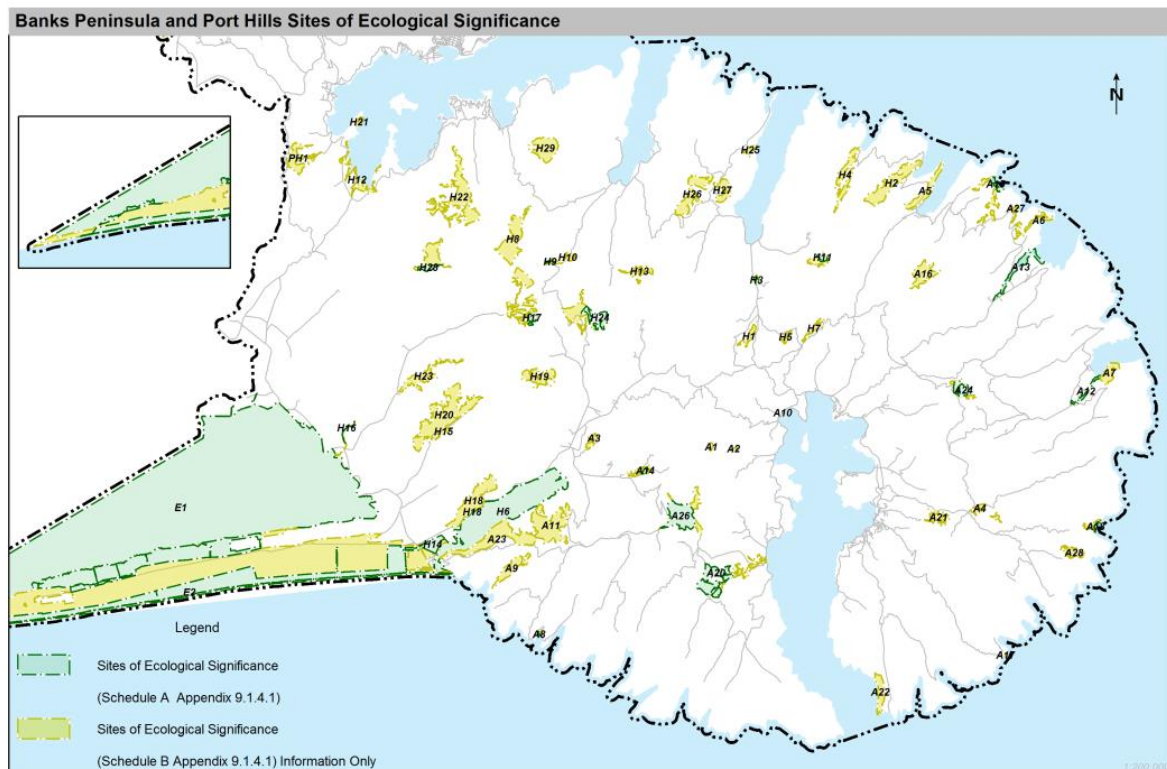 Banks Peninsula and Port Hills Sites of Ecological Significance
N
H21
PH1
H12
H29
H25
H22
H26
H27
H4
H2
A5
A27
A6
H8
H9
H10
H28
H13
H11
H3
A16
A13
H17
H24
H1
H5
H7
H23
H19
A7
A24
A12
H20
H15
A10
H16
A3
A1
A2
A14
E1
H18
H18
H6
A11
A26
A21
A4
H14
A23
A28
A9
A20
E2
A8
A22
Legend
Sites of Ecological Significance
(Schedule A Appendix 9.1.4.1)
Sites of Ecological Significance
(Schedule B Appendix 9.1.4.1) Information Only